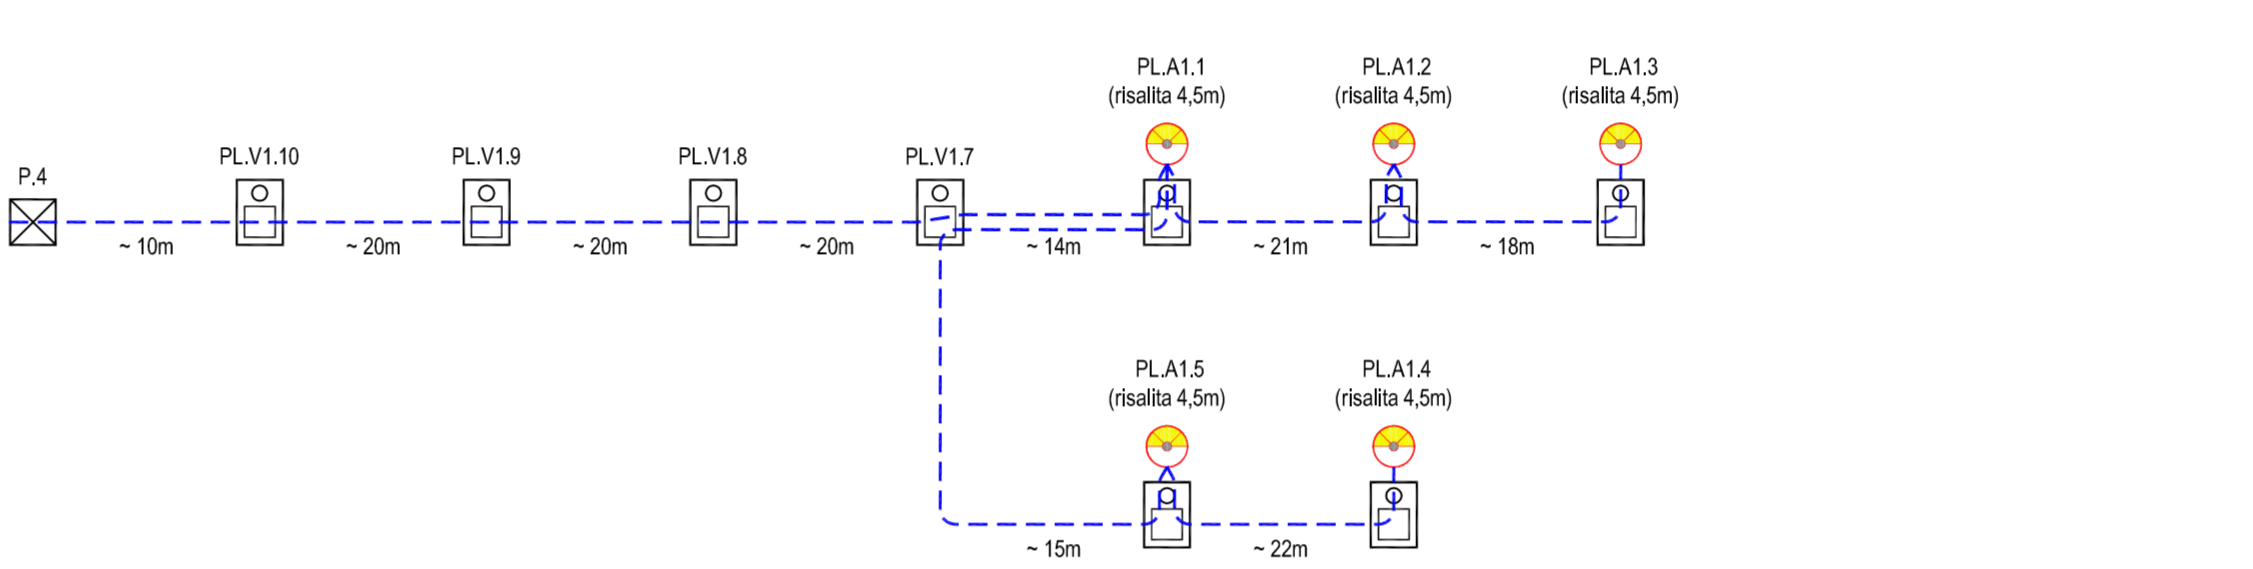 PL.A1.1
(risalita 4,5m)
PL.A1.2
(risalita 4,5m)
PL.A1.3
(risalita 4,5m)
P.4
PL.V1.10
PL.V1.9
PL.V1.8
PL.V1.7
~ 10m
~ 20m
~ 20m
~ 20m
~ 14m
~ 21m
~ 18m
PL.A1.5
(risalita 4,5m)
PL.A1.4
(risalita 4,5m)
~ 15m
~ 22m